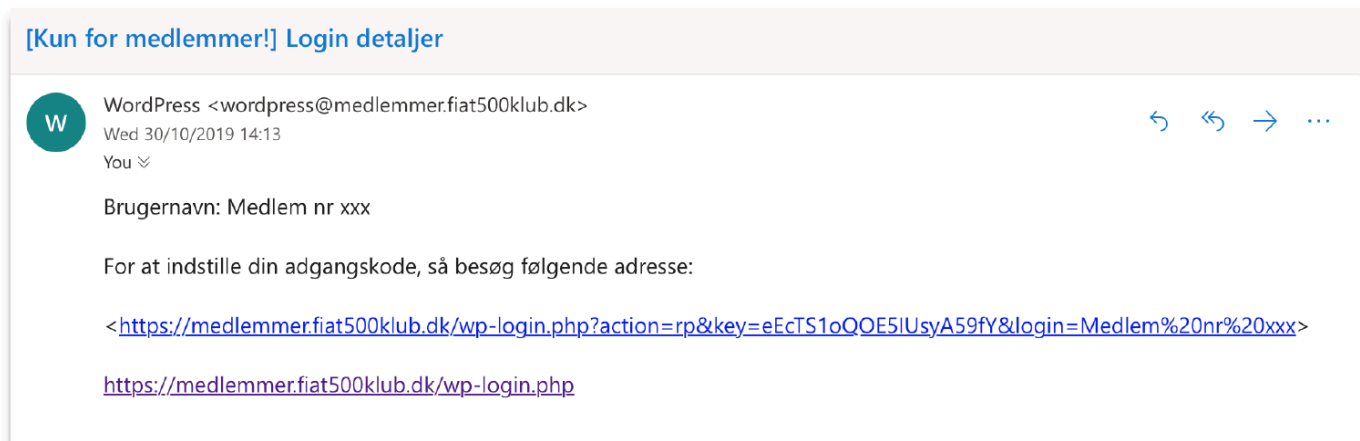 [Kun for medlemmer!] Login detaljer
W
WordPress <wordpress@medlemmer.fiat500klub.dk>
Wed 30/10/2019 14:13
You
Brugernavn: Medlem nr xxx
For at indstille din adgangskode, så besøg følgende adresse:
<https://medlemmer.fiat500klub.dk/wp-login.php?action=rp&key=eEcTS1oQOE5IUsyA59fY&login=Medlem%20nr%20xxx>
https://medlemmer.fiat500klub.dk/wp-login.php